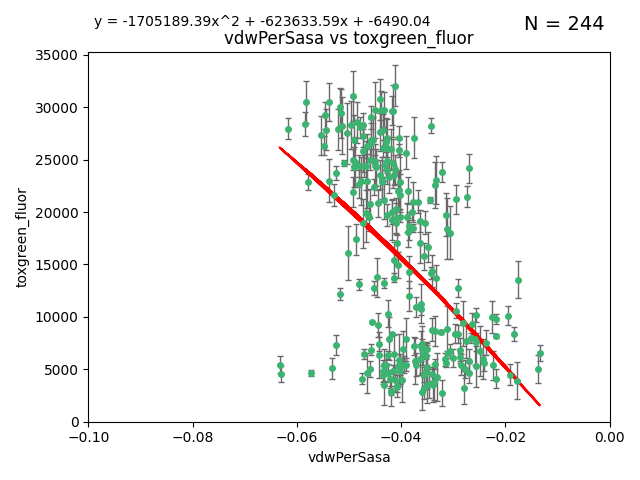 y = -1705189.39x^2 + -623633.59x + -6490.04
N = 244
vdwPerSasa vs toxgreen_fluor
35000
30000
25000
20000
15000
10000
5000
0
toxgreen_fluor
−0.10 −0.08 −0.06 −0.04 −0.02 0.00
vdwPerSasa